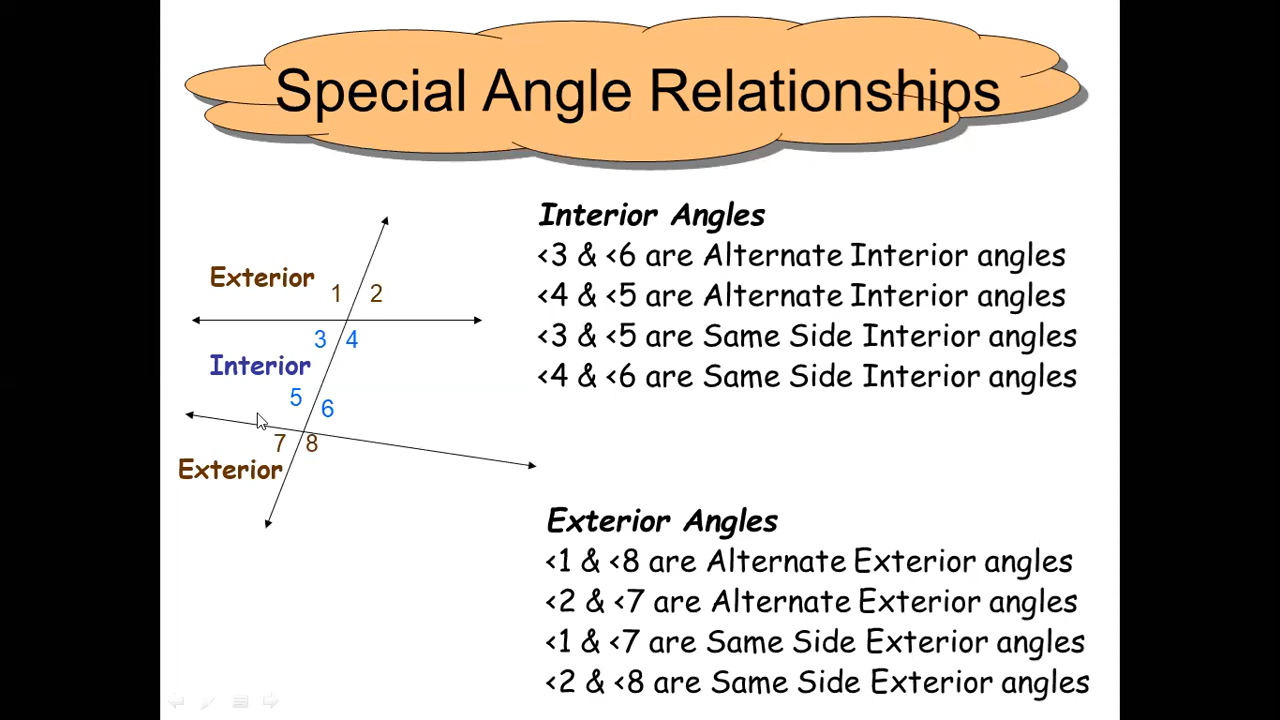 Special Angle Relationships
Exterior
1
2
3
4
Interior
5
6
7
8
Exterior
Interior Angles
<3 & <6 are Alternate Interior angles
<4 & <5 are Alternate Interior angles
<3 & <5 are Same Side Interior angles
<4 & <6 are Same Side Interior angles
Exterior Angles
<1 & <8 are Alternate Exterior angles
<2 & <7 are Alternate Exterior angles
<1 & <7 are Same Side Exterior angles
<2 & <8 are Same Side Exterior angles